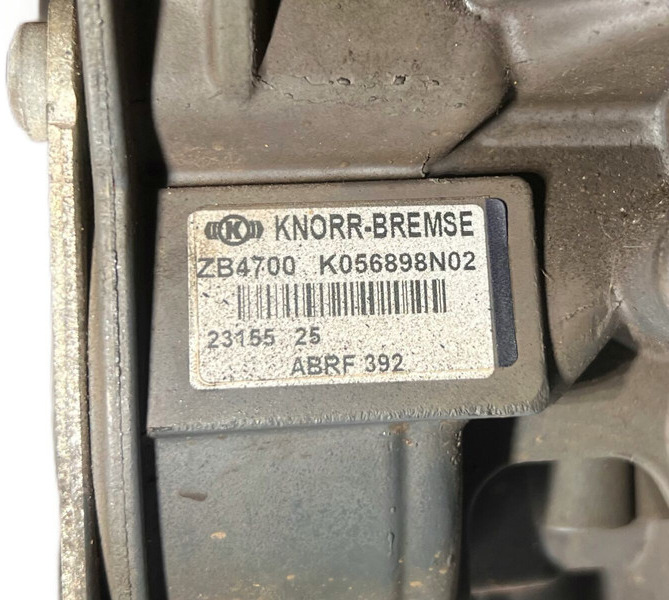 K KNORR-BREMSE
ZB4700 K056898N02
23155 25
ABRF 392